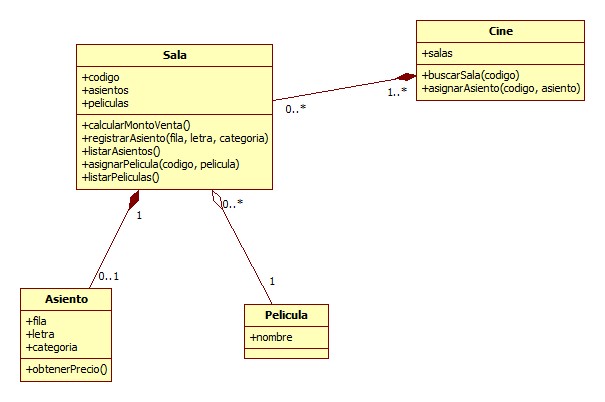 Cine
+salas
+buscarSala(codigo)
+asignarAsiento(codigo, asiento)
1..*
0..*
Sala
+codigo
+asientos
+peliculas
+calcularMontoVenta()
+registrarAsiento(fila, letra, categoria)
+listarAsientos()
+asignarPelicula(codigo, pelicula)
+listarPeliculas()
1
0..*
0..1
1
Asiento
+fila
+letra
+categoria
+obtenerPrecio()
Pelicula
+nombre